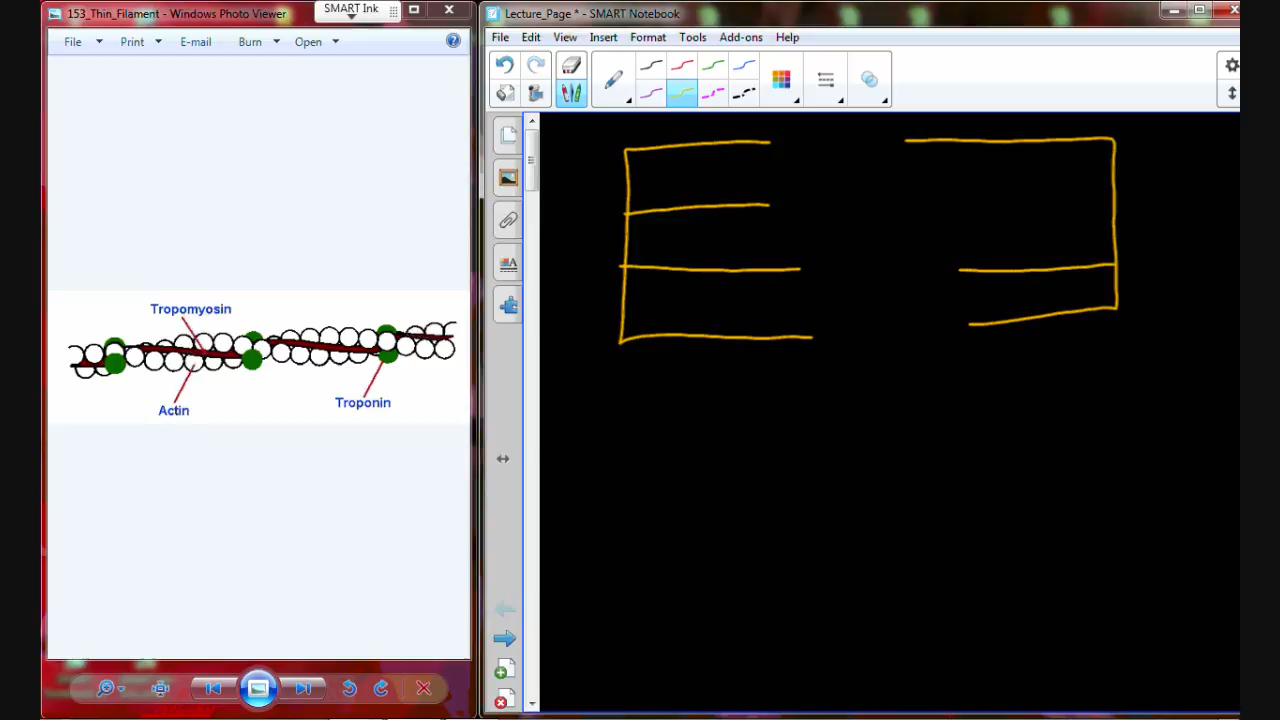 153_Thin_Filament - Windows Photo Viewer
SMART Ink
File Print E-mail Burn Open
Tropomyosin
Actin
Troponin
Lecture_Page * - SMART Notebook
File Edit View Insert Format Tools Add-ons Help